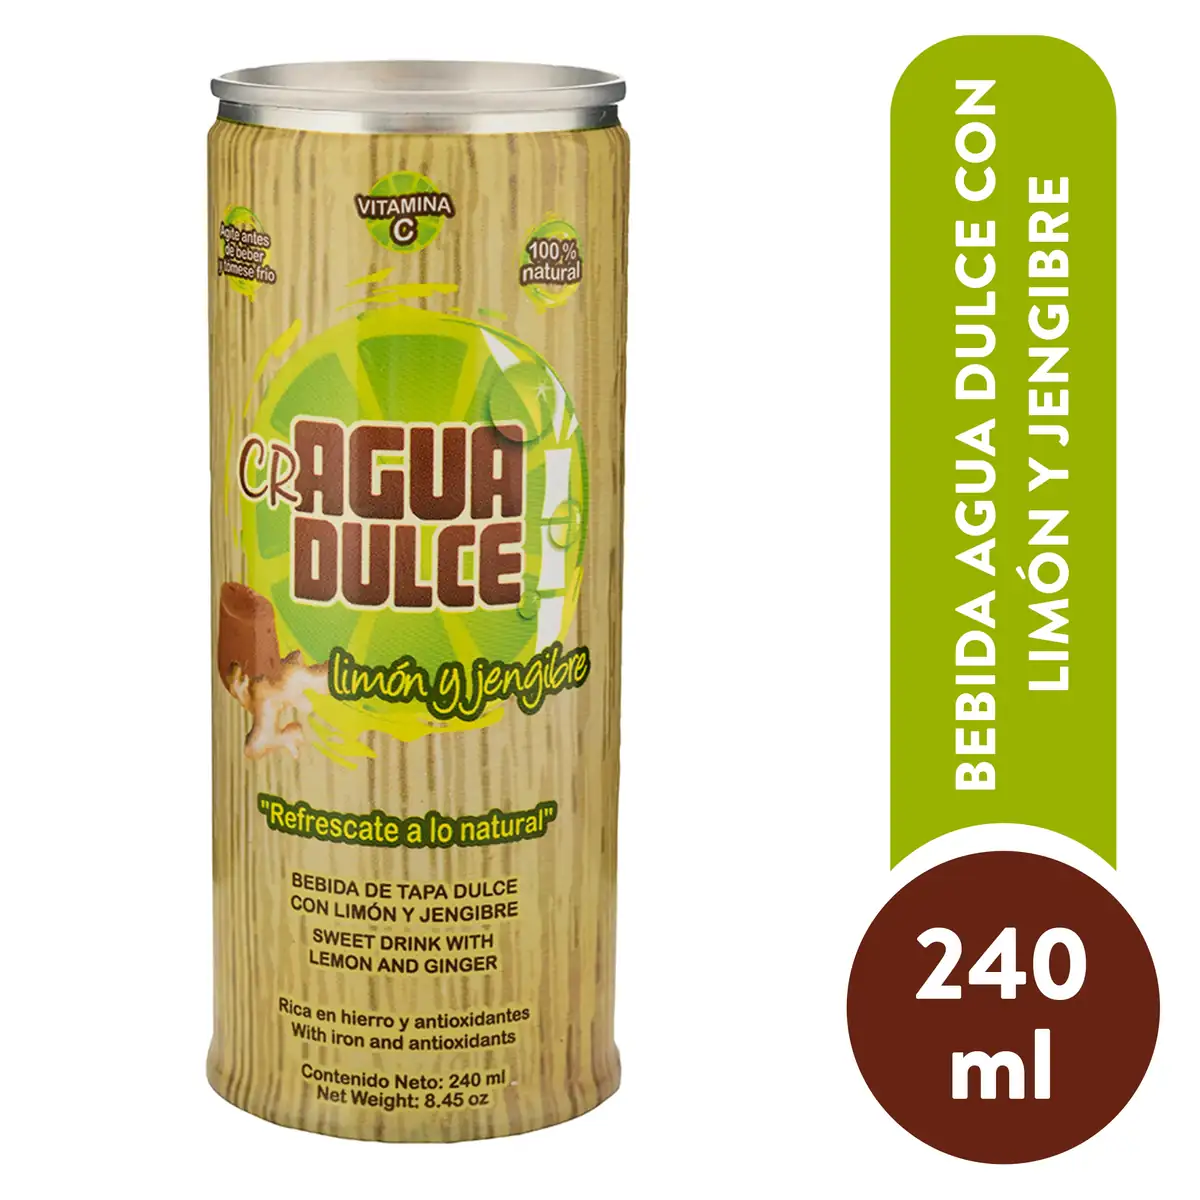 VITAMINA
C
Agite antes
de beber
y tómese frío
100%
natural
CR AGUA
DULCE
limón y jengibre
"Refrescate a lo natural"
BEBIDA DE TAPA DULCE
CON LIMÓN Y JENGIBRE
SWEET DRINK WITH
LEMON AND GINGER
Rica en hierro y antioxidantes
With iron and antioxidants
Contenido Neto: 240 ml
Net Weight: 8.45 oz
BEBIDA AGUA DULCE CON
LIMÓN Y JENGIBRE
240
ml